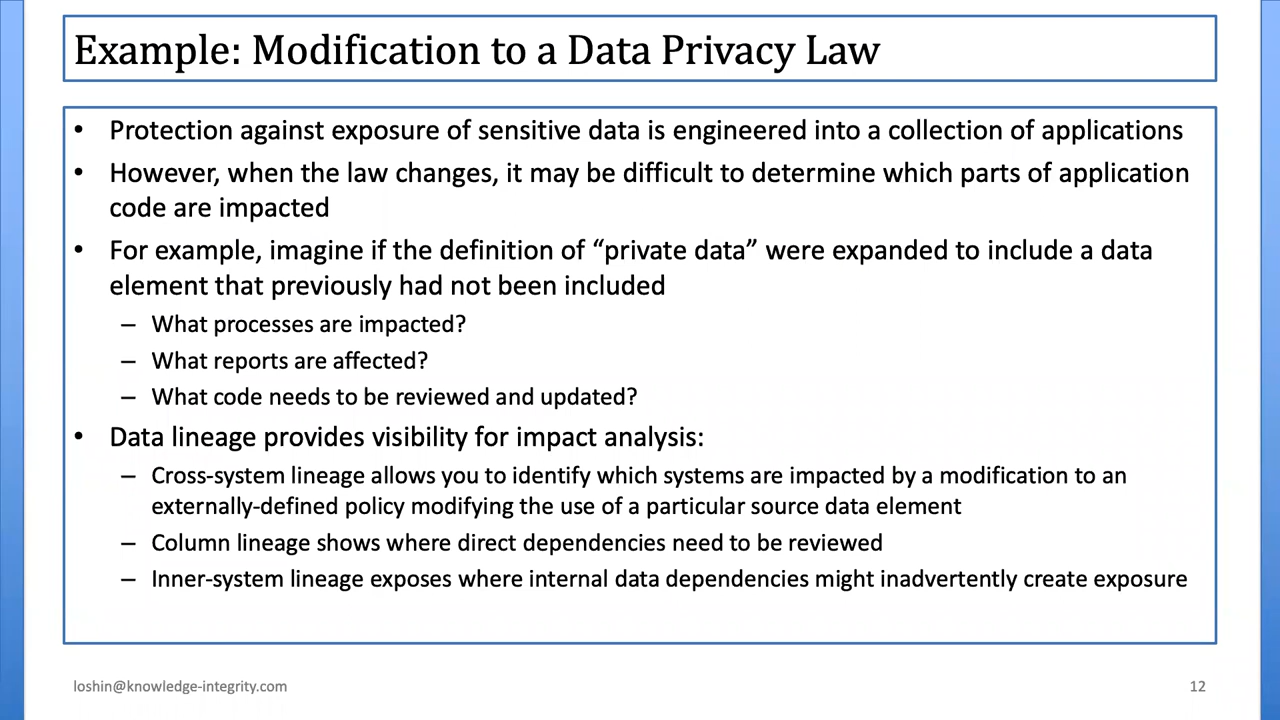 Example: Modification to a Data Privacy Law
• Protection against exposure of sensitive data is engineered into a collection of applications
• However, when the law changes, it may be difficult to determine which parts of application
code are impacted
• For example, imagine if the definition of “private data” were expanded to include a data
element that previously had not been included
– What processes are impacted?
– What reports are affected?
– What code needs to be reviewed and updated?
• Data lineage provides visibility for impact analysis:
– Cross-system lineage allows you to identify which systems are impacted by a modification to an
externally-defined policy modifying the use of a particular source data element
– Column lineage shows where direct dependencies need to be reviewed
– Inner-system lineage exposes where internal data dependencies might inadvertently create exposure
loshin@knowledge-integrity.com
12